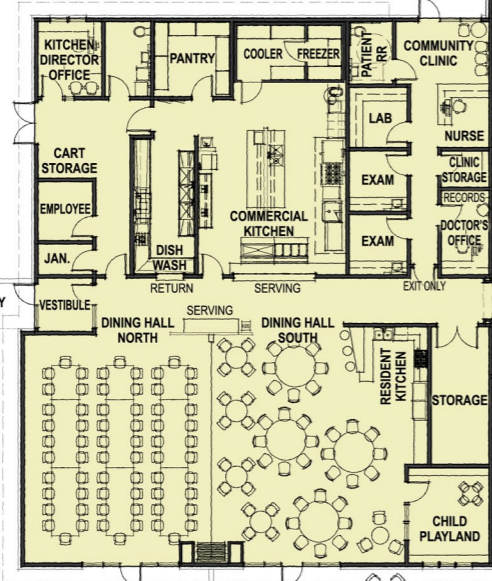 KITCHEN
DIRECTOR
OFFICE
PANTRY
COOLER
FREEZER
PATIENT
RR
COMMUNITY
CLINIC
LAB
NURSE
CART
STORAGE
EXAM
CLINIC
STORAGE
EMPLOYEE
RECORDS
COMMERCIAL
KITCHEN
EXAM
DOCTOR'S
OFFICE
JAN.
DISH
WASH
RETURN
SERVING
EXIT ONLY
Y
VESTIBULE
SERVING
DINING HALL
NORTH
DINING HALL
SOUTH
RESIDENT
KITCHEN
STORAGE
CHILD
PLAYLAND